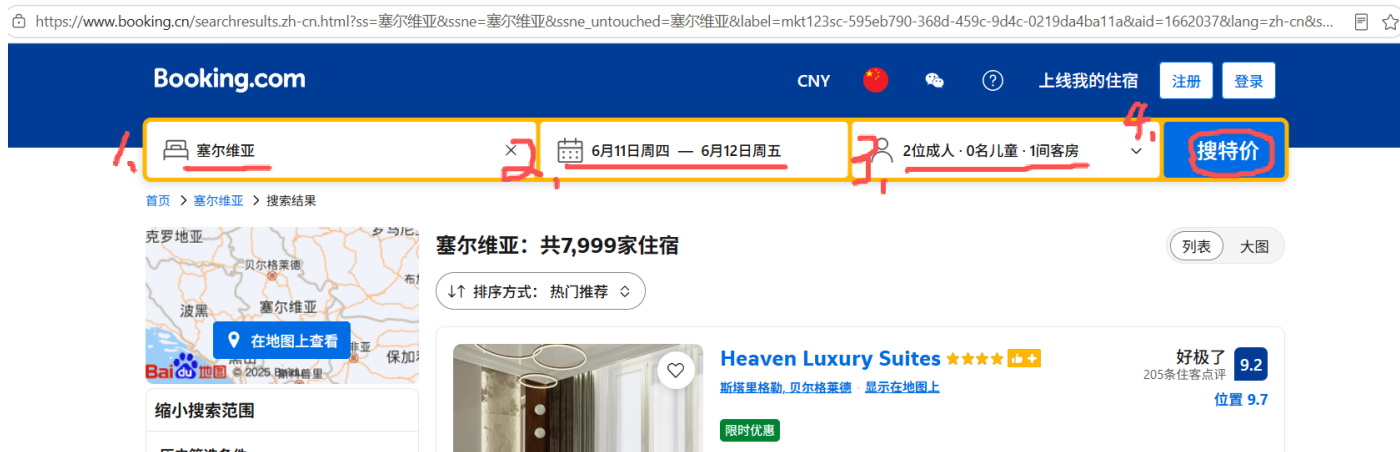 https://www.booking.cn/searchresults.zh-cn.html?ss=塞尔维亚&ssne=塞尔维亚&ssne_untouched=塞尔维亚&label=mkt123sc-595eb790-368d-459c-9d4c-0219da4ba11a&aid=1662037&lang=zh-cn&s...
Booking.com CNY ? 上线我的住宿 注册 登录
1. 塞尔维亚 2. 6月11日周四 — 6月12日周五 3. 2位成人 · 0名儿童 · 1间客房 4. 搜特价
首页 > 塞尔维亚 > 搜索结果
克罗地亚
贝尔格莱德
塞尔维亚
波黑
在地图上查看
Bai du 地图 © 2025 Baidu
塞尔维亚：共7,999家住宿 列表 大图
排序方式： 热门推荐
Heaven Luxury Suites 好极了 9.2
205条住客点评
斯塔里格勒, 贝尔格莱德 · 显示在地图上 位置 9.7
限时优惠
缩小搜索范围